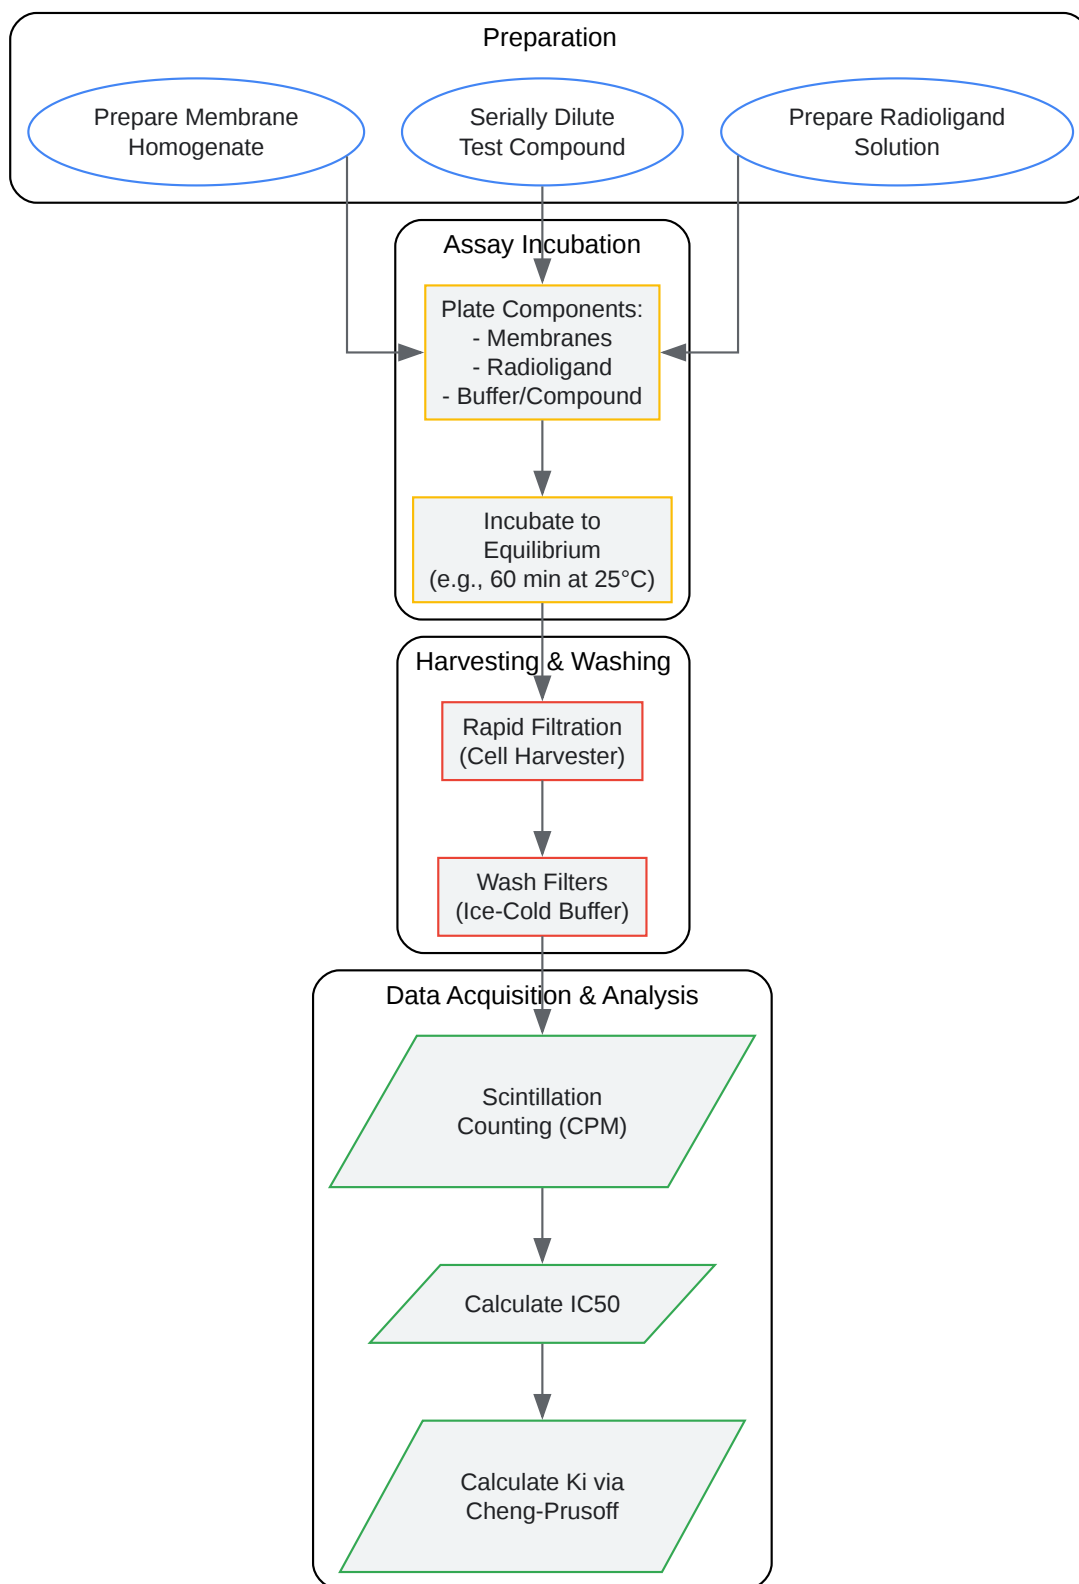 Preparation
Prepare Membrane
Homogenate
Serially Dilute
Test Compound
Prepare Radioligand
Solution
Assay Incubation
Plate Components:
- Membranes
- Radioligand
- Buffer/Compound
Incubate to
Equilibrium
(e.g., 60 min at 25°C)
Harvesting & Washing
Rapid Filtration
(Cell Harvester)
Wash Filters
(Ice-Cold Buffer)
Data Acquisition & Analysis
Scintillation
Counting (CPM)
Calculate IC50
Calculate Ki via
Cheng-Prusoff